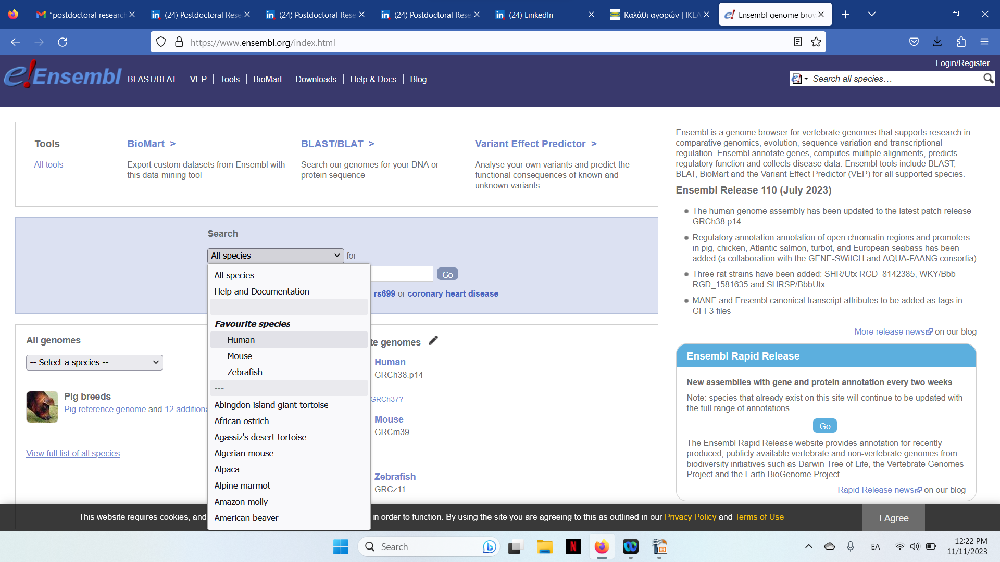 "postdoctoral research
(24) Postdoctoral Rese
(24) Postdoctoral Rese
(24) Postdoctoral Rese
(24) LinkedIn
Καλάθι αγορών | IKEA
Ensembl genome brow
https://www.ensembl.org/index.html
Login/Register
e!Ensembl
BLAST/BLAT | VEP | Tools | BioMart | Downloads | Help & Docs | Blog
Search all species…
Tools
All tools
BioMart >
Export custom datasets from Ensembl with
this data-mining tool
BLAST/BLAT >
Search our genomes for your DNA or
protein sequence
Variant Effect Predictor >
Analyse your own variants and predict the
functional consequences of known and
unknown variants
Search
All species for
Go
rs699 or coronary heart disease
All species
Help and Documentation
---
Favourite species
Human
Mouse
Zebrafish
---
Abingdon island giant tortoise
African ostrich
Agassiz's desert tortoise
Algerian mouse
Alpaca
Alpine marmot
Amazon molly
American beaver
All genomes
-- Select a species --
Pig breeds
Pig reference genome and 12 additiona
View full list of all species
te genomes
Human
GRCh38.p14
GRCh37?
Mouse
GRCm39
Zebrafish
GRCz11
Ensembl is a genome browser for vertebrate genomes that supports research in
comparative genomics, evolution, sequence variation and transcriptional
regulation. Ensembl annotate genes, computes multiple alignments, predicts
regulatory function and collects disease data. Ensembl tools include BLAST,
BLAT, BioMart and the Variant Effect Predictor (VEP) for all supported species.
Ensembl Release 110 (July 2023)
The human genome assembly has been updated to the latest patch release
GRCh38.p14
Regulatory annotation annotation of open chromatin regions and promoters
in pig, chicken, Atlantic salmon, turbot, and European seabass has been
added (a collaboration with the GENE-SWitCH and AQUA-FAANG consortia)
Three rat strains have been added: SHR/Utx RGD_8142385, WKY/Bbb
RGD_1581635 and SHRSP/BbbUtx
MANE and Ensembl canonical transcript attributes to be added as tags in
GFF3 files
More release news on our blog
Ensembl Rapid Release
New assemblies with gene and protein annotation every two weeks.
Note: species that already exist on this site will continue to be updated with
the full range of annotations.
Go
The Ensembl Rapid Release website provides annotation for recently
produced, publicly available vertebrate and non-vertebrate genomes from
biodiversity initiatives such as Darwin Tree of Life, the Vertebrate Genomes
Project and the Earth BioGenome Project.
Rapid Release news on our blog
This website requires cookies, and
in order to function. By using the site you are agreeing to this as outlined in our Privacy Policy and Terms of Use
I Agree
Search
ΕΛ
12:22 PM
11/11/2023